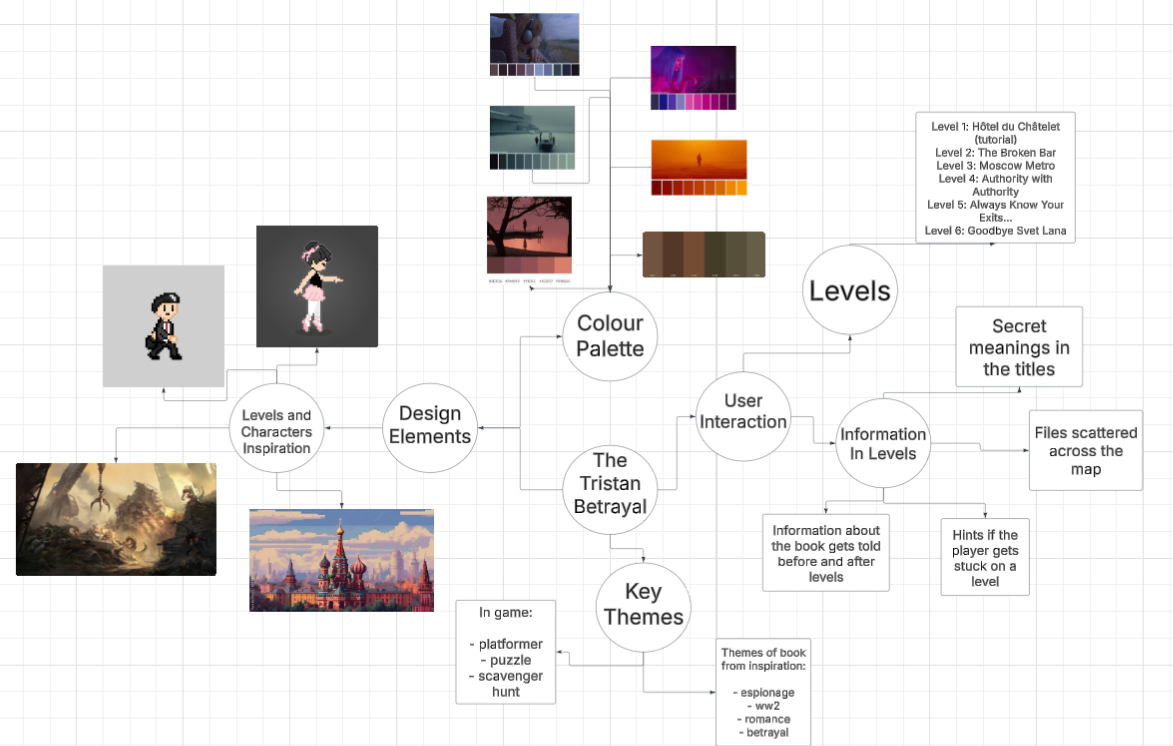 Level 1: Hôtel du Châtelet
(tutorial)
Level 2: The Broken Bar
Level 3: Moscow Metro
Level 4: Authority with
Authority
Level 5: Always Know Your
Exits...
Level 6: Goodbye Svet Lana
Levels
Colour
Palette
Secret
meanings in
the titles
User
Interaction
Information
In Levels
Files scattered
across the
map
Levels and
Characters
Inspiration
Design
Elements
The
Tristan
Betrayal
Information about
the book gets told
before and after
levels
Hints if the
player gets
stuck on a
level
Key
Themes
In game:
- platformer
- puzzle
- scavenger
hunt
Themes of book
from inspiration:
- espionage
- ww2
- romance
- betrayal